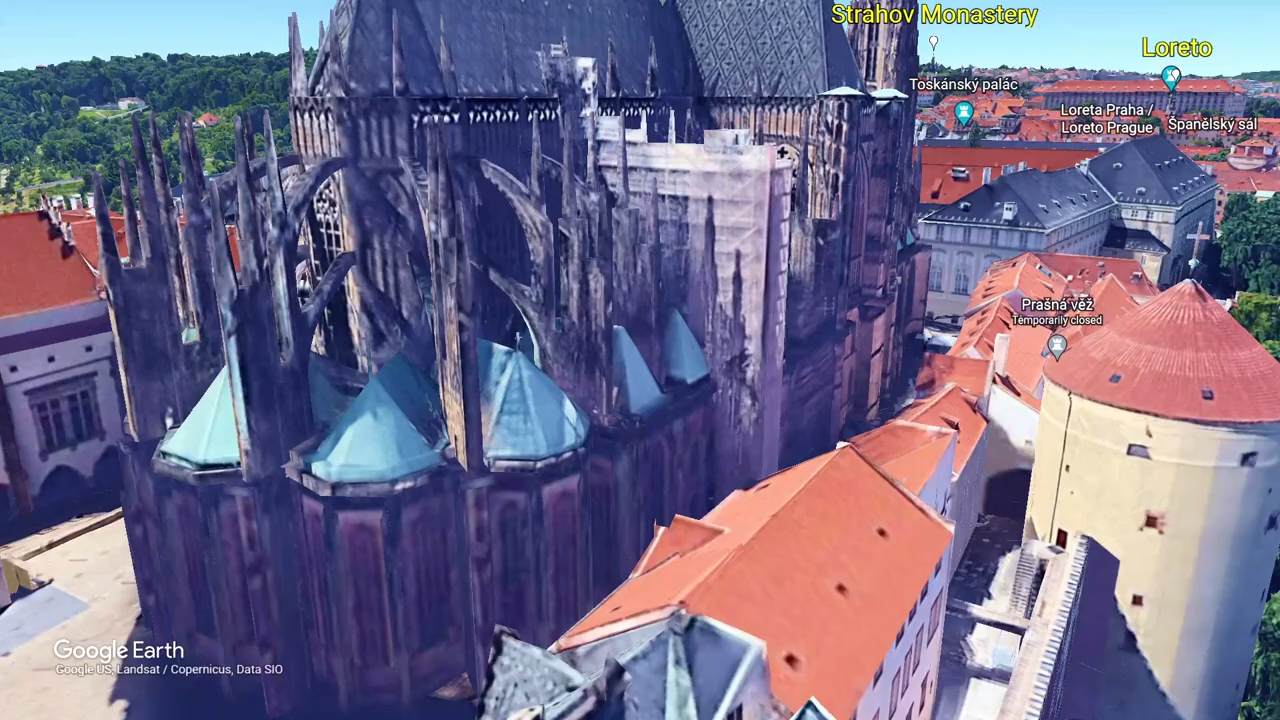 Strahov Monastery
Loreto
Toskánský palác
Loreta Praha /
Loreto Prague
Španělský sál
Prašná věž
Temporarily closed
Google Earth
Google US, Landsat / Copernicus, Data SIO